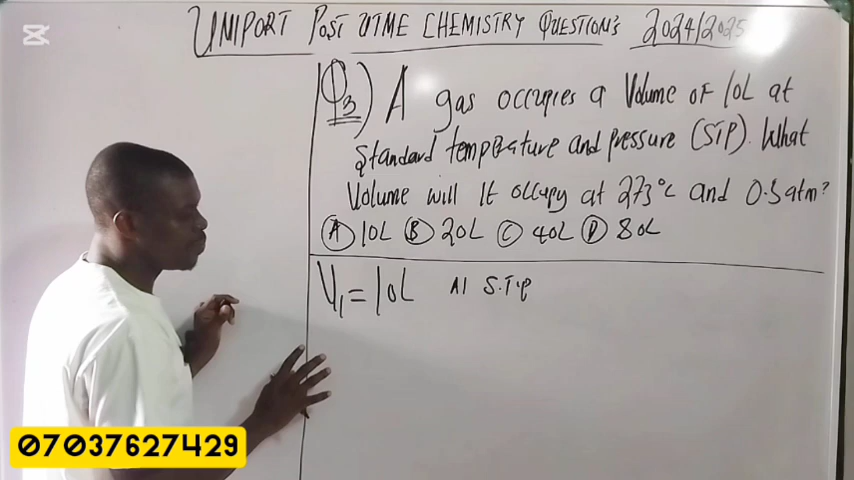 UNIPORT POST UTME CHEMISTRY QUESTION'S 2024/2025
Q3) A gas occupies a Volume of 10L at
Standard temperature and pressure (STP). What
Volume will it occupy at 273°C and 0.5atm?
(A) 10L (B) 20L (C) 40L (D) 80L
V1 = 10L At S.T.P
07037627429